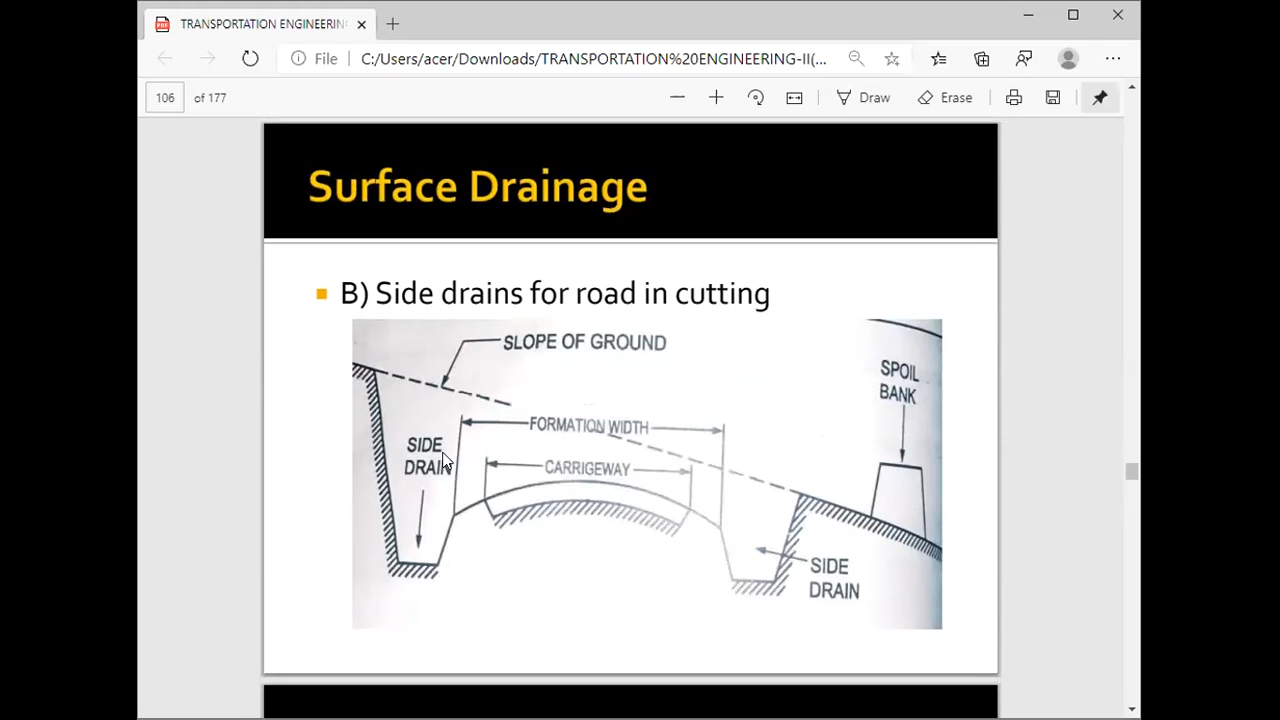 TRANSPORTATION ENGINEERIN
File C:/Users/acer/Downloads/TRANSPORTATION%20ENGINEERING-II(...
106 of 177 Draw Erase
Surface Drainage
B) Side drains for road in cutting
SLOPE OF GROUND
SPOIL
BANK
FORMATION WIDTH
SIDE
DRAIN
CARRIGEWAY
SIDE
DRAIN